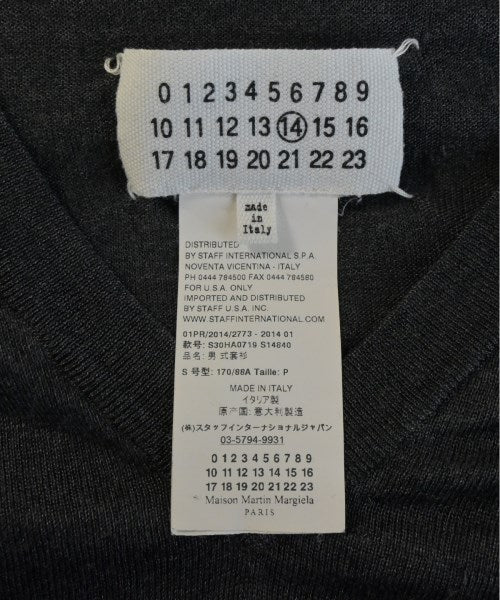 0 1 2 3 4 5 6 7 8 9
10 11 12 13 14 15 16
17 18 19 20 21 22 23
made
in
Italy
DISTRIBUTED
BY STAFF INTERNATIONAL S.P.A.
NOVENTA VICENTINA - ITALY
PH 0444 784500 FAX 0444 784560
FOR U.S.A. ONLY
IMPORTED AND DISTRIBUTED
BY STAFF U.S.A. INC.
WWW.STAFFINTERNATIONAL.COM
01PR/2014/2773 - 2014 01
款号: S30HA0719 S14640
品名: 男 式套衫
S 号型: 170/88A Taille: P
MADE IN ITALY
イタリア製
原产国: 意大利製造
(株)スタッフインターナショナルジャパン
03-5794-9931
0 1 2 3 4 5 6 7 8 9
10 11 12 13 14 15 16
17 18 19 20 21 22 23
Maison Martin Margiela
PARIS